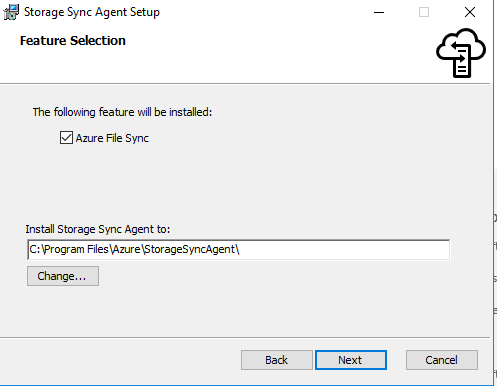 Storage Sync Agent Setup
Feature Selection
The following feature will be installed:
Azure File Sync
Install Storage Sync Agent to:
C:\Program Files\Azure\StorageSyncAgent\
Change...
Back Next Cancel